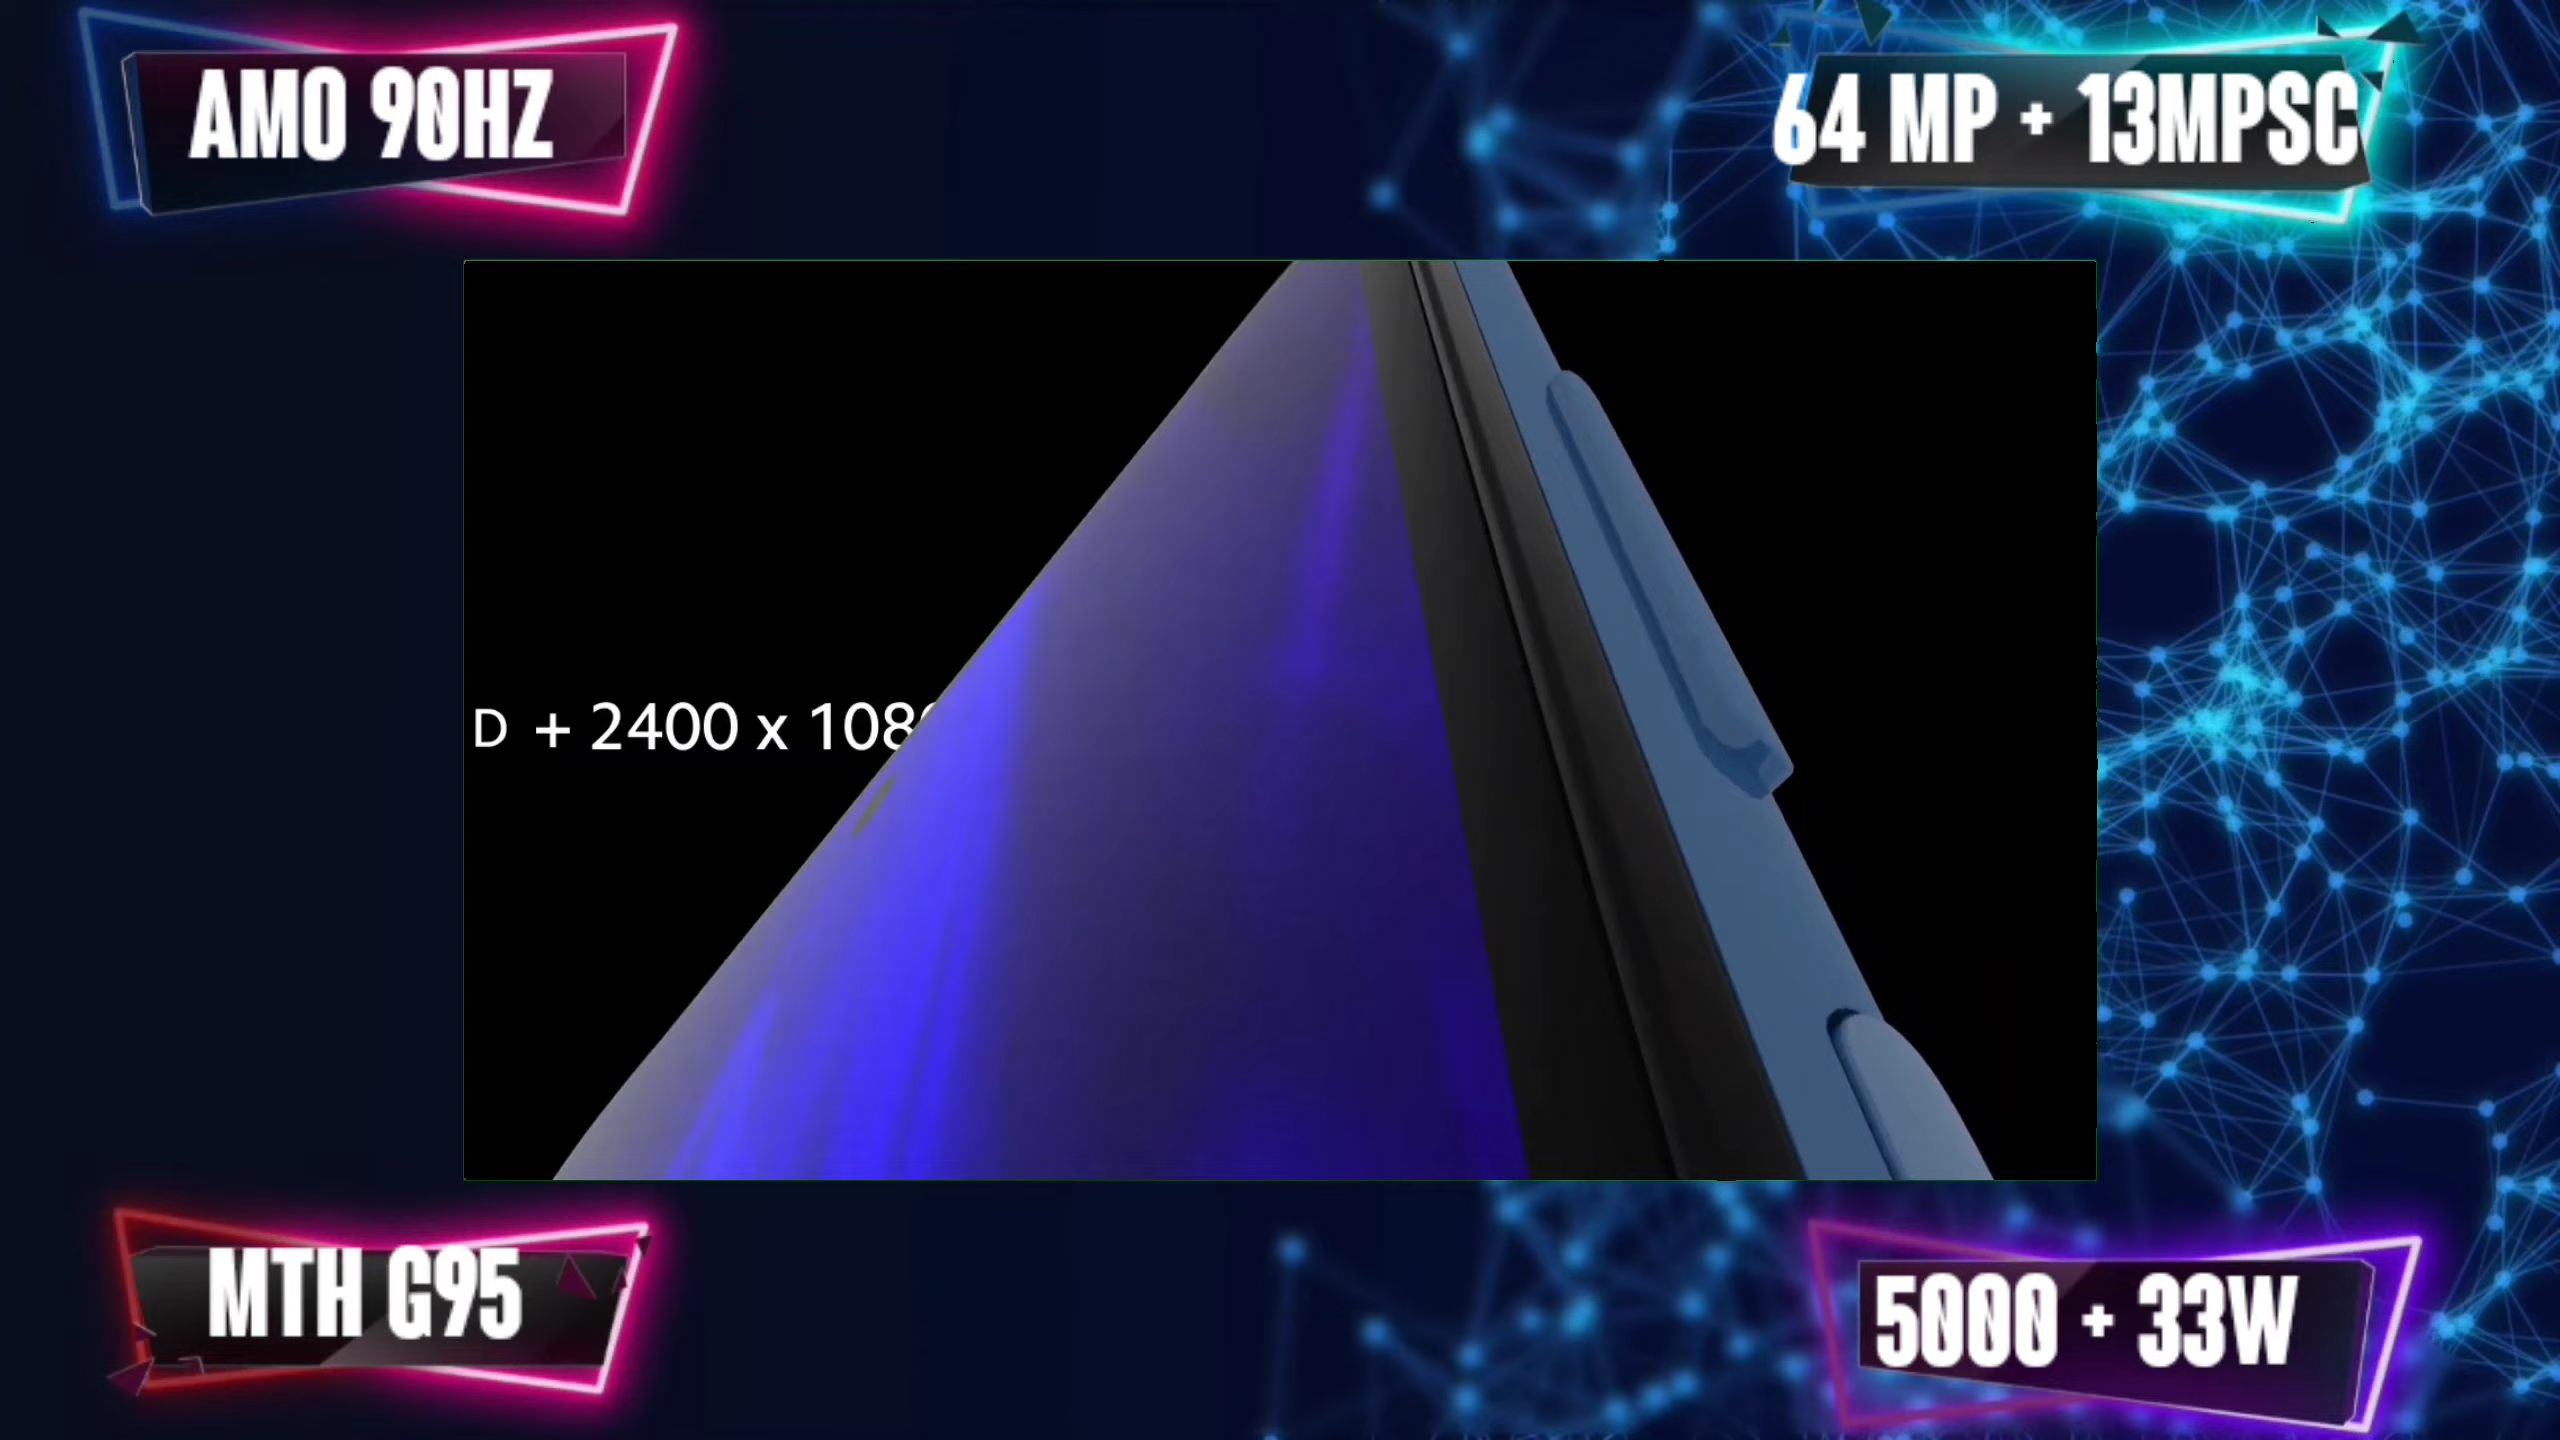 AMO 90HZ
64 MP + 13MPSC
D + 2400 x 108
MTH G95
5000 + 33W